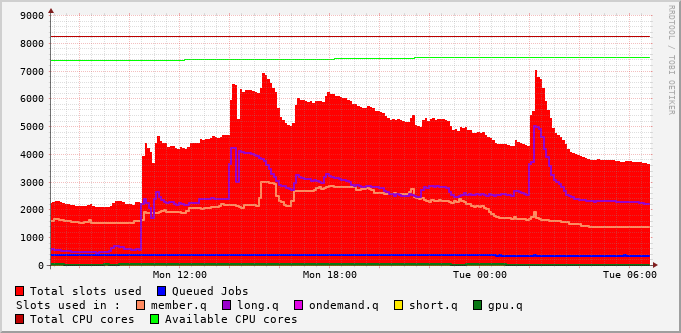 9000
8000
7000
6000
5000
4000
3000
2000
1000
0
Mon 12:00 Mon 18:00 Tue 00:00 Tue 06:00
RRDTOOL / TOBI OETIKER
Total slots used Queued Jobs
Slots used in : member.q long.q ondemand.q short.q gpu.q
Total CPU cores Available CPU cores